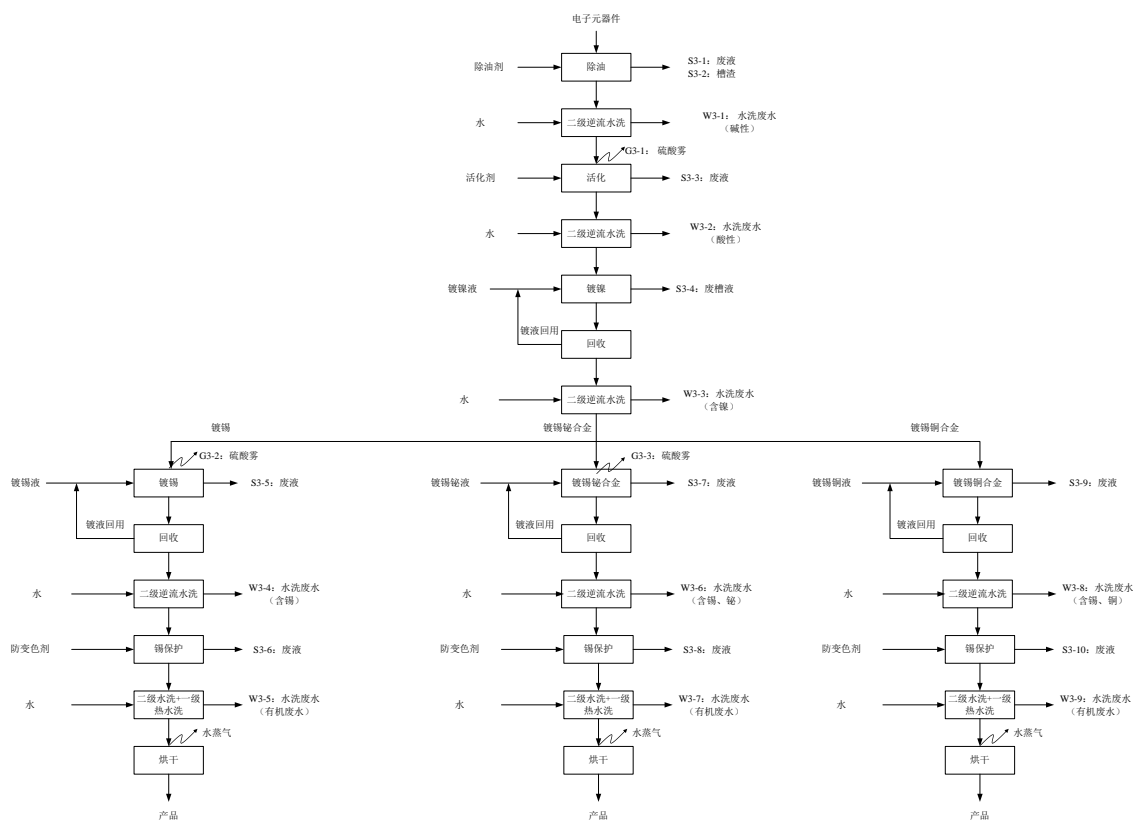 电子元器件
除油剂
除油
S3-1：废液
S3-2：槽渣
水
二级逆流水洗
W3-1：水洗废水
（碱性）
G3-1：硫酸雾
活化剂
活化
S3-3：废液
水
二级逆流水洗
W3-2：水洗废水
（酸性）
镀镍液
镀镍
S3-4：废槽液
镀液回用
回收
水
二级逆流水洗
W3-3：水洗废水
（含镍）
镀锡
镀锡铋合金
镀锡铜合金
G3-2：硫酸雾
G3-3：硫酸雾
镀锡液
镀锡
S3-5：废液
镀锡铋液
镀锡铋合金
S3-7：废液
镀锡铜液
镀锡铜合金
S3-9：废液
镀液回用
回收
镀液回用
回收
镀液回用
回收
水
二级逆流水洗
W3-4：水洗废水
（含锡）
水
二级逆流水洗
W3-6：水洗废水
（含锡、铋）
水
二级逆流水洗
W3-8：水洗废水
（含锡、铜）
防变色剂
锡保护
S3-6：废液
防变色剂
锡保护
S3-8：废液
防变色剂
锡保护
S3-10：废液
水
二级水洗+一级
热水洗
W3-5：水洗废水
（有机废水）
水
二级水洗+一级
热水洗
W3-7：水洗废水
（有机废水）
水
二级水洗+一级
热水洗
W3-9：水洗废水
（有机废水）
水蒸气
水蒸气
水蒸气
烘干
烘干
烘干
产品
产品
产品